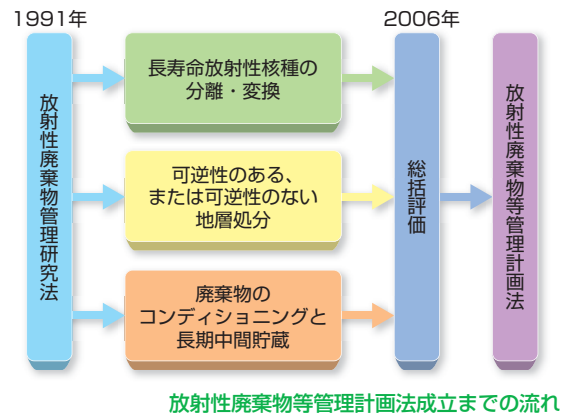 1991年
2006年
放射性廃棄物管理研究法
長寿命放射性核種の
分離・変換
可逆性のある、
または可逆性のない
地層処分
廃棄物の
コンディショニングと
長期中間貯蔵
総括評価
放射性廃棄物等管理計画法
放射性廃棄物等管理計画法成立までの流れ